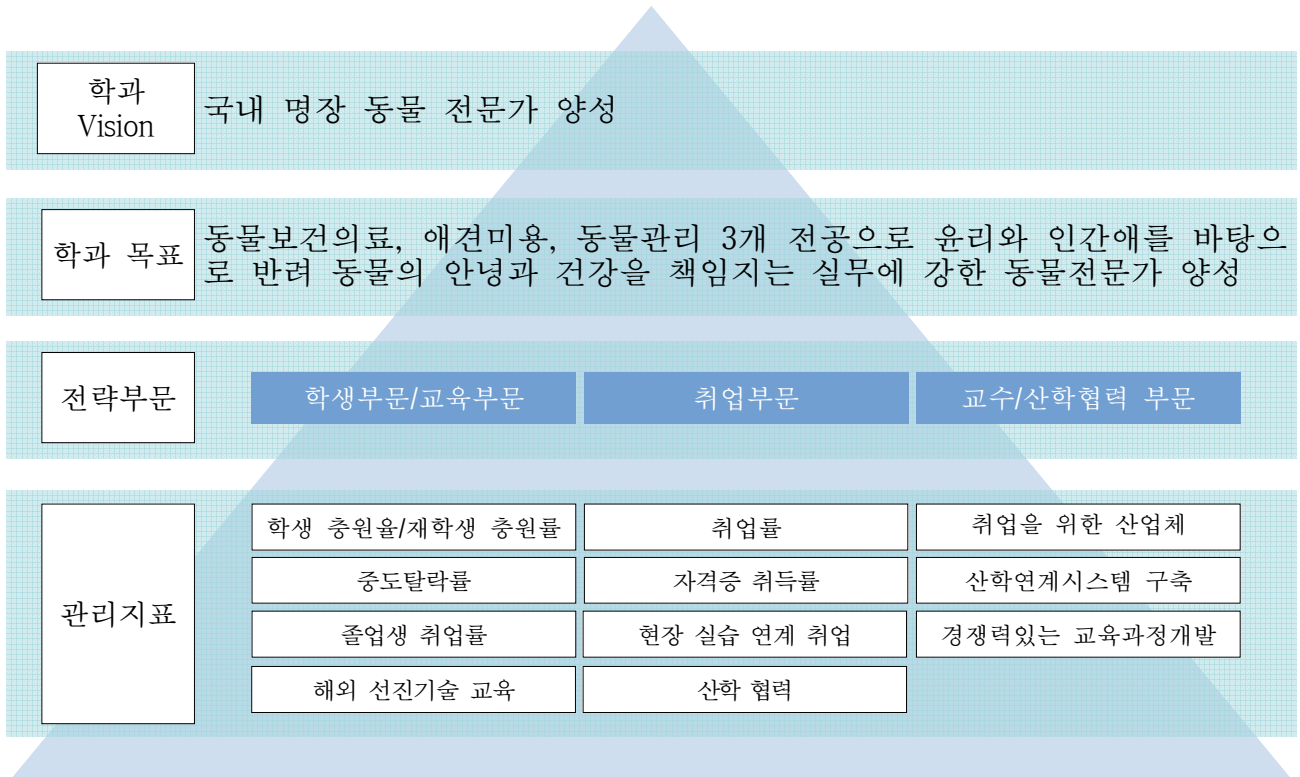 학과
Vision
국내 명장 동물 전문가 양성
학과 목표
동물보건의료, 애견미용, 동물관리 3개 전공으로 윤리와 인간애를 바탕으
로 반려 동물의 안녕과 건강을 책임지는 실무에 강한 동물전문가 양성
전략부문
학생부문/교육부문
취업부문
교수/산학협력 부문
관리지표
학생 충원율/재학생 충원률
취업률
취업을 위한 산업체
중도탈락률
자격증 취득률
산학연계시스템 구축
졸업생 취업률
현장 실습 연계 취업
경쟁력있는 교육과정개발
해외 선진기술 교육
산학 협력